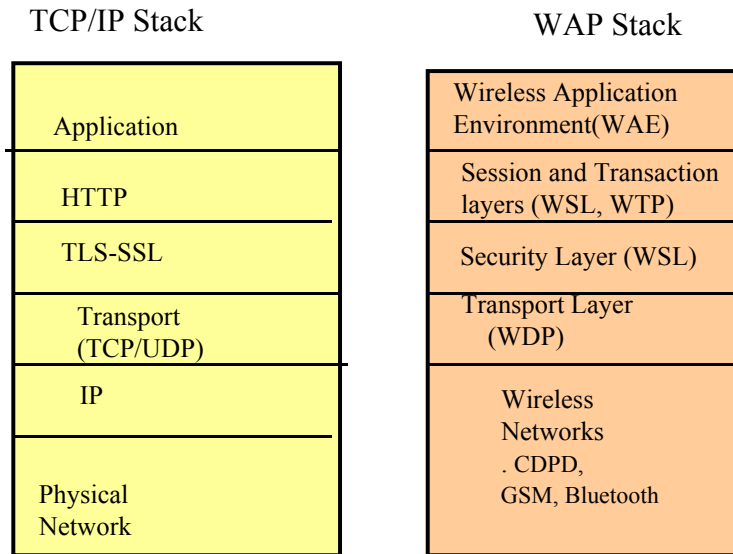 TCP/IP Stack
Application
HTTP
TLS-SSL
Transport
(TCP/UDP)
IP
Physical
Network
WAP Stack
Wireless Application
Environment(WAE)
Session and Transaction
layers (WSL, WTP)
Security Layer (WSL)
Transport Layer
(WDP)
Wireless
Networks
. CDPD,
GSM, Bluetooth